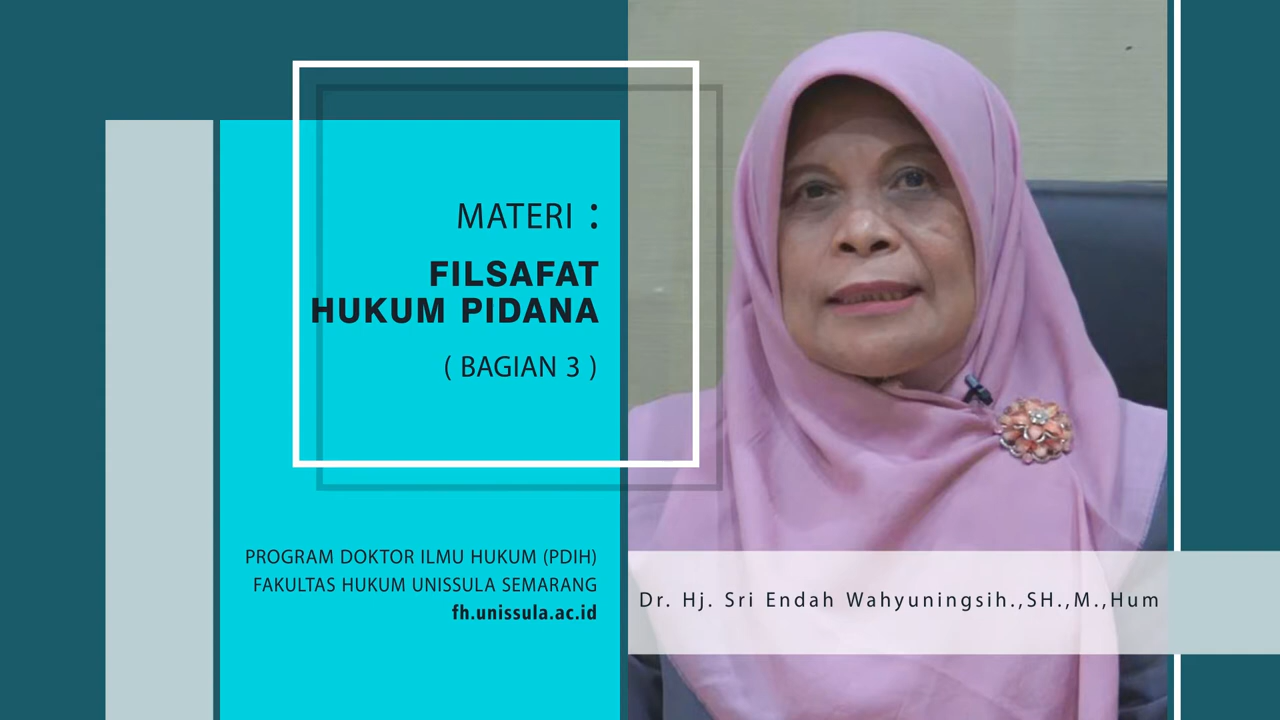 MATERI :
FILSAFAT
HUKUM PIDANA
( BAGIAN 3 )
PROGRAM DOKTOR ILMU HUKUM (PDIH)
FAKULTAS HUKUM UNISSULA SEMARANG
fh.unissula.ac.id
Dr. Hj. Sri Endah Wahyuningsih.,SH.,M.,Hum